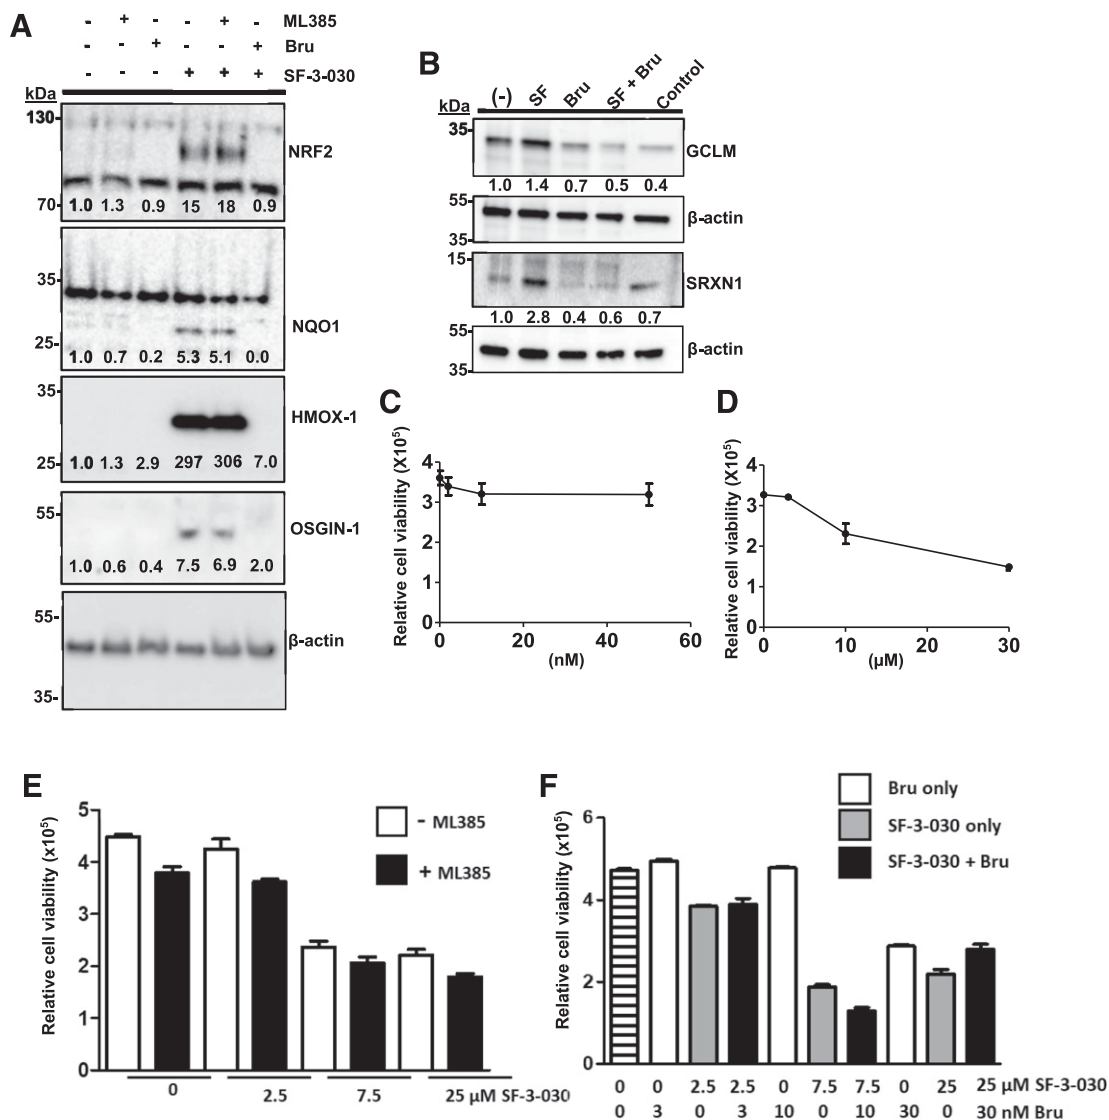 A
- + - - + - ML385
- - + - - + Bru
- - - + + + SF-3-030
kDa
130-
NRF2
70-
1.0 1.3 0.9 15 18 0.9
35-
NQO1
25-
1.0 0.7 0.2 5.3 5.1 0.0
35-
HMOX-1
25-
1.0 1.3 2.9 297 306 7.0
55-
OSGIN-1
1.0 0.6 0.4 7.5 6.9 2.0
55-
β-actin
35-
B
kDa
(-) SF Bru SF + Bru Control
35-
GCLM
1.0 1.4 0.7 0.5 0.4
55-
β-actin
35-
15-
SRXN1
1.0 2.8 0.4 0.6 0.7
55-
β-actin
35-
C
Relative cell viability (X10⁵)
4
3
2
1
0
0 20 40 60
(nM)
D
Relative cell viability (X10⁵)
4
3
2
1
0
0 10 20 30
(µM)
E
Relative cell viability (x10⁵)
5
4
3
2
1
0
- ML385
+ ML385
0 2.5 7.5 25 µM SF-3-030
F
Relative cell viability (x10⁵)
6
4
2
0
Bru only
SF-3-030 only
SF-3-030 + Bru
0 0 2.5 2.5 0 7.5 7.5 0 25 25 µM SF-3-030
0 3 0 3 10 0 10 30 0 30 nM Bru